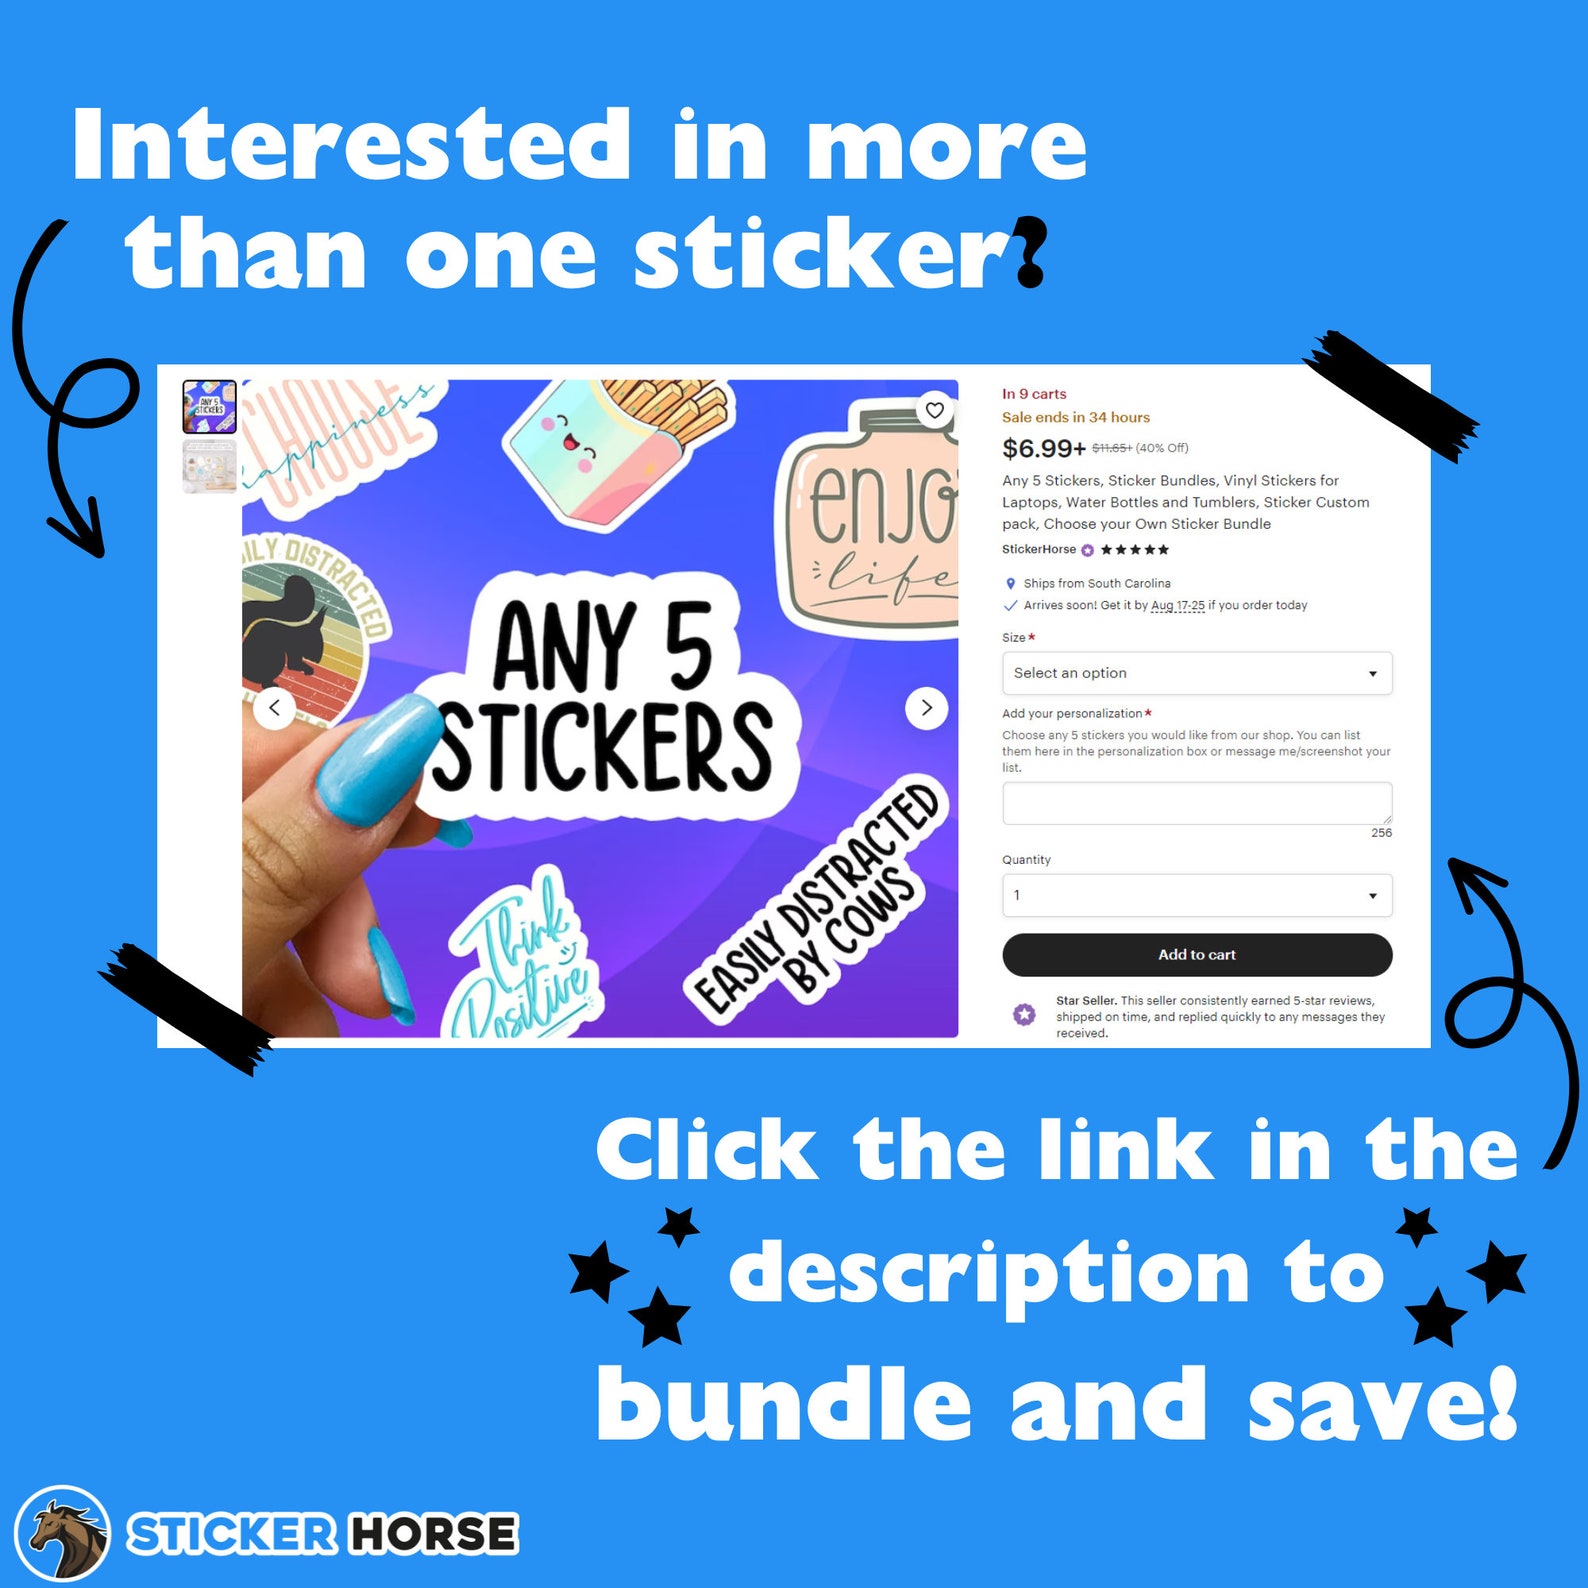 Interested in more
than one sticker?
ANY 5
STICKERS
CHOOSE
happiness
enjo
life
ILY DISTRACTED
ANY 5
STICKERS
EASILY DISTRACTED
BY COWS
Think
Positive
In 9 carts
Sale ends in 34 hours
$6.99+ $11.65+ (40% Off)
Any 5 Stickers, Sticker Bundles, Vinyl Stickers for
Laptops, Water Bottles and Tumblers, Sticker Custom
pack, Choose your Own Sticker Bundle
StickerHorse
Ships from South Carolina
Arrives soon! Get it by Aug 17-25 if you order today
Size *
Select an option
Add your personalization *
Choose any 5 stickers you would like from our shop. You can list
them here in the personalization box or message me/screenshot your
list.
256
Quantity
1
Add to cart
Star Seller. This seller consistently earned 5-star reviews,
shipped on time, and replied quickly to any messages they
received.
Click the link in the
description to
bundle and save!
STICKER HORSE